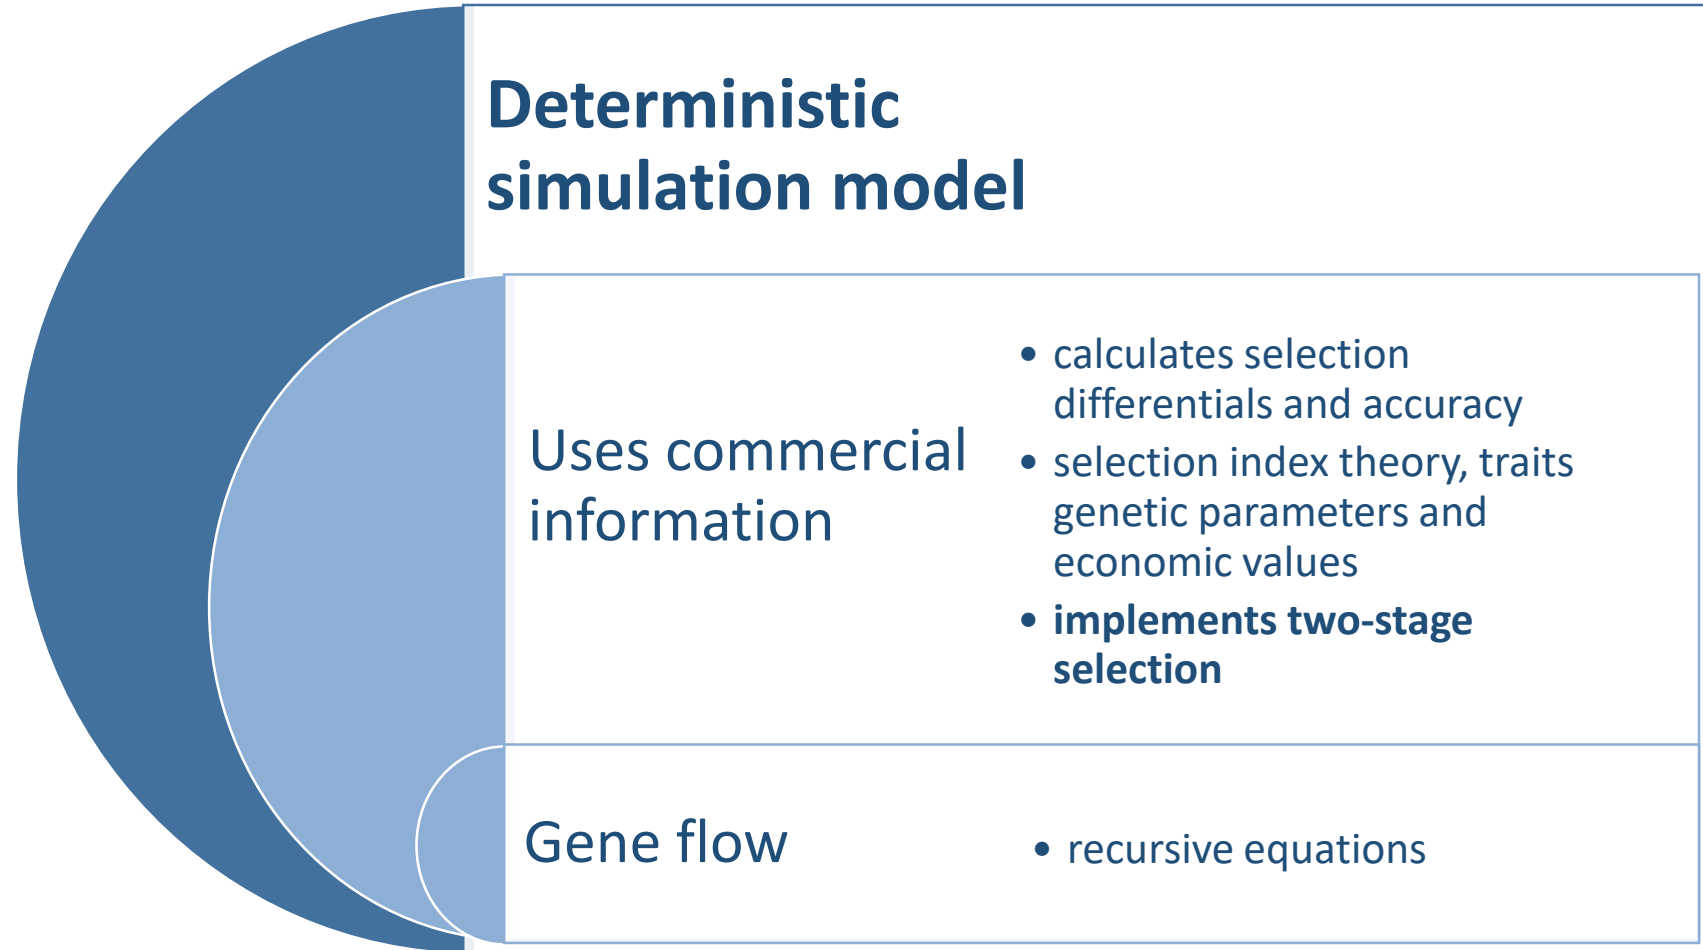 Deterministic
simulation model
Uses commercial
information
• calculates selection
differentials and accuracy
• selection index theory, traits
genetic parameters and
economic values
• implements two-stage
selection
Gene flow
• recursive equations